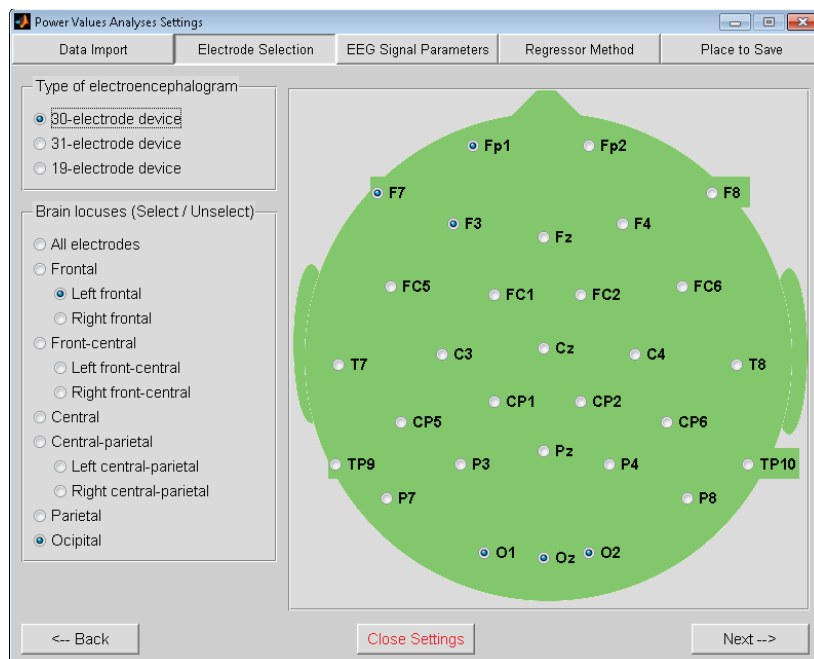 Power Values Analyses Settings
Data Import Electrode Selection EEG Signal Parameters Regressor Method Place to Save
Type of electroencephalogram
30-electrode device
31-electrode device
19-electrode device
Brain locuses (Select / Unselect)
All electrodes
Frontal
Left frontal
Right frontal
Front-central
Left front-central
Right front-central
Central
Central-parietal
Left central-parietal
Right central-parietal
Parietal
Ocipital
Fp1 Fp2
F7 F8
F3 Fz F4
FC5 FC1 FC2 FC6
T7 C3 Cz C4 T8
CP5 CP1 CP2 CP6
TP9 P3 Pz P4 TP10
P7 P8
O1 Oz O2
<-- Back Close Settings Next -->